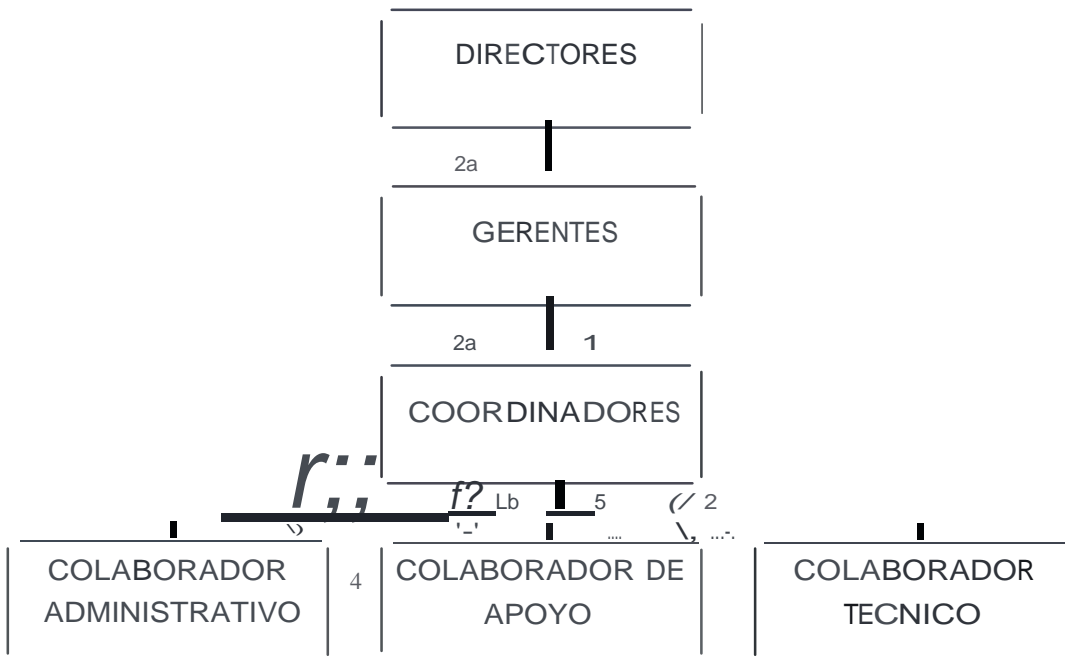 DIRECTORES
2a
GERENTES
2a 1
COORDINADORES
r;;
f? Lb 5 (/ 2
'-' .... \, ...-.
COLABORADOR
ADMINISTRATIVO
4
COLABORADOR DE
APOYO
COLABORADOR
TECNICO